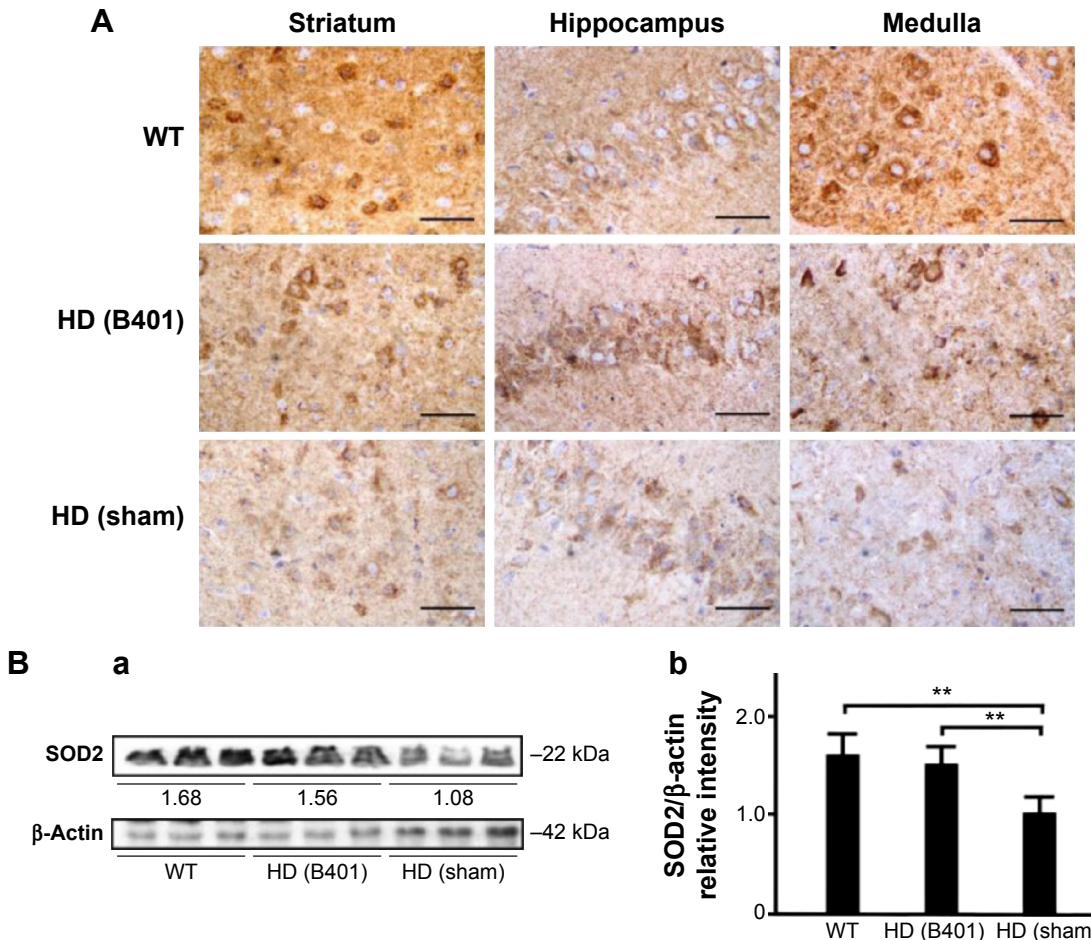 A
Striatum Hippocampus Medulla
WT
HD (B401)
HD (sham)
B a
SOD2 –22 kDa
1.68 1.56 1.08
β-Actin –42 kDa
WT HD (B401) HD (sham)
b
SOD2/β-actin
relative intensity
2.0
1.0
0
**
**
WT HD (B401) HD (sham